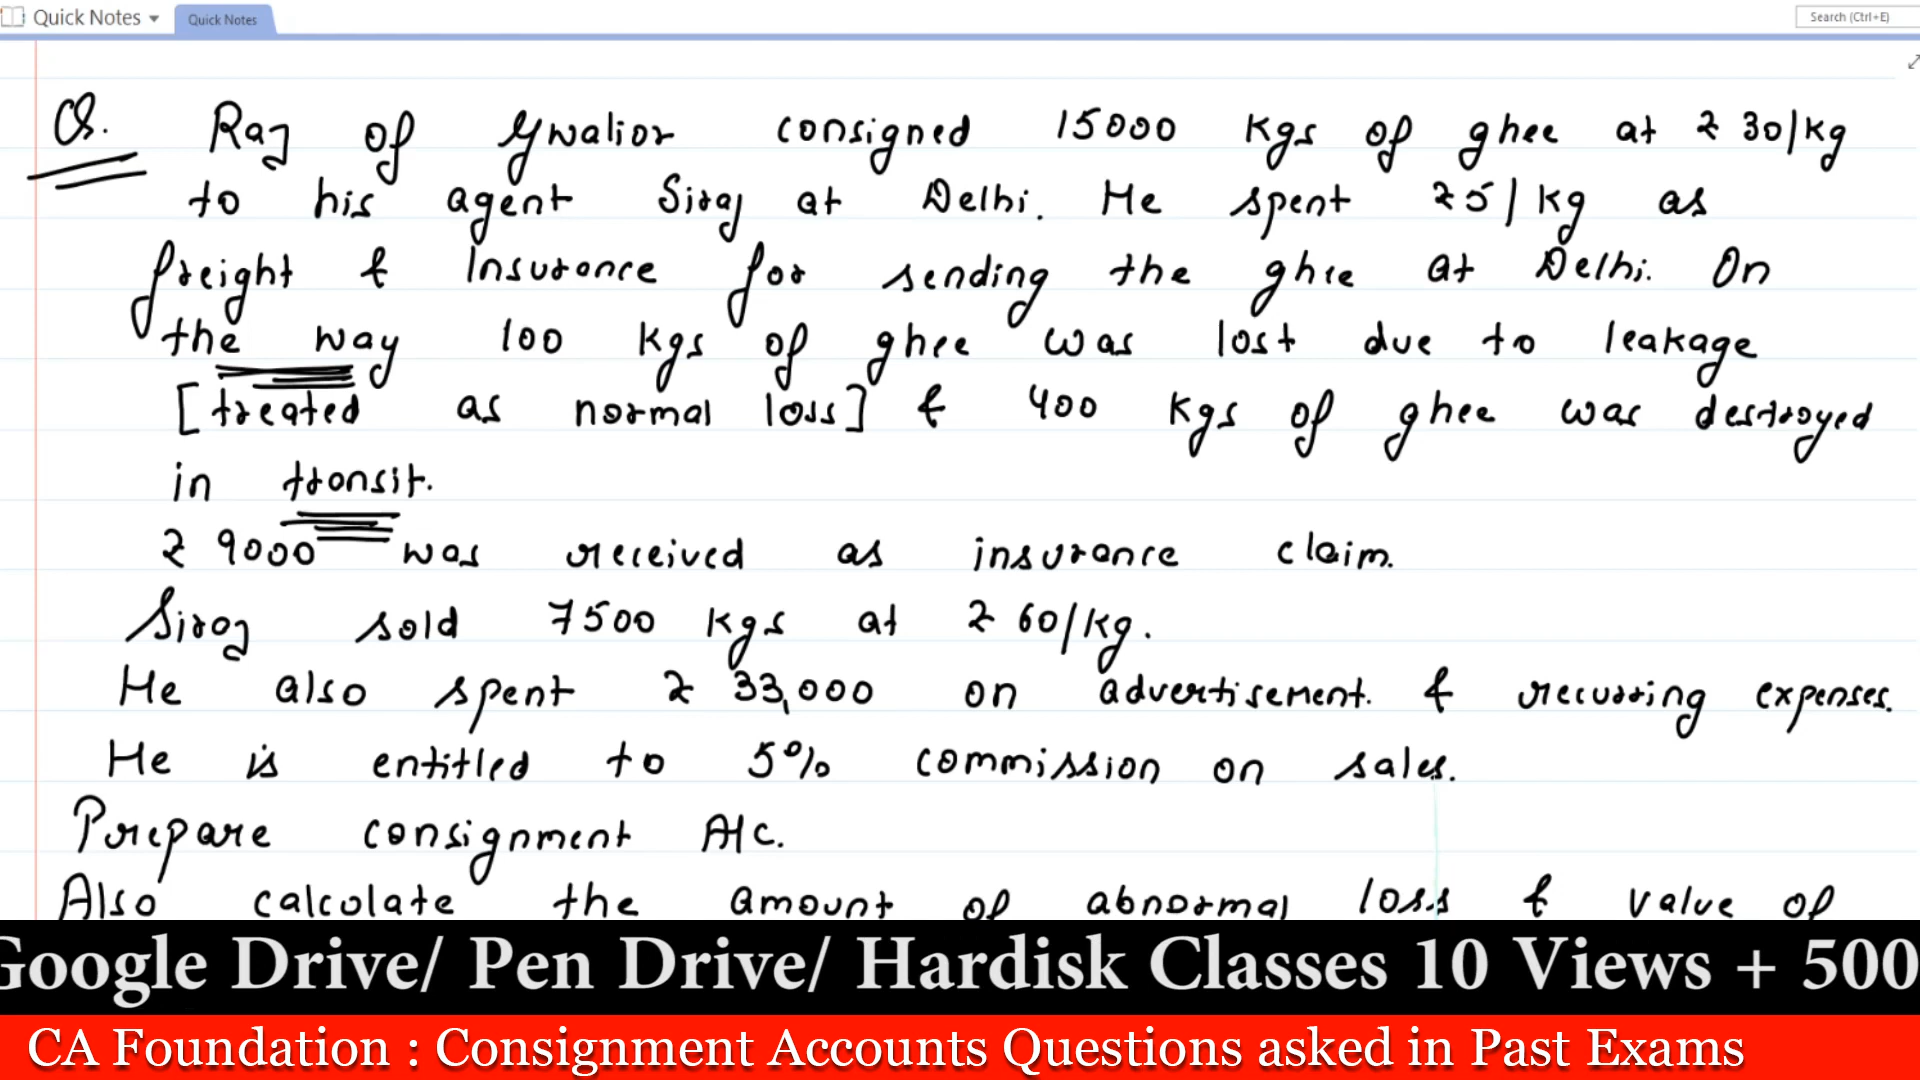 Quick Notes
Quick Notes
Search (Ctrl+E)
Q. Raj of Gwalior consigned 15000 kgs of ghee at ₹ 30/kg
to his agent Siraj at Delhi. He spent ₹5/kg as
freight & Insurance for sending the ghee at Delhi. On
the way 100 kgs of ghee was lost due to leakage
[treated as normal loss] & 400 kgs of ghee was destroyed
in transit.
₹ 9000 was received as insurance claim.
Siraj sold 7500 kgs at ₹ 60/kg.
He also spent ₹ 33,000 on advertisement & recurring expenses.
He is entitled to 5% commission on sales.
Prepare consignment A/c.
Also calculate the amount of abnormal loss & value of
Google Drive/ Pen Drive/ Hardisk Classes 10 Views + 500
CA Foundation : Consignment Accounts Questions asked in Past Exams